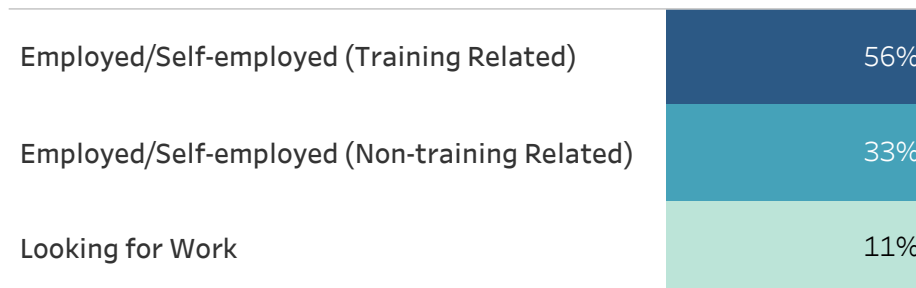 Employed/Self-employed (Training Related) 56%
Employed/Self-employed (Non-training Related) 33%
Looking for Work 11%